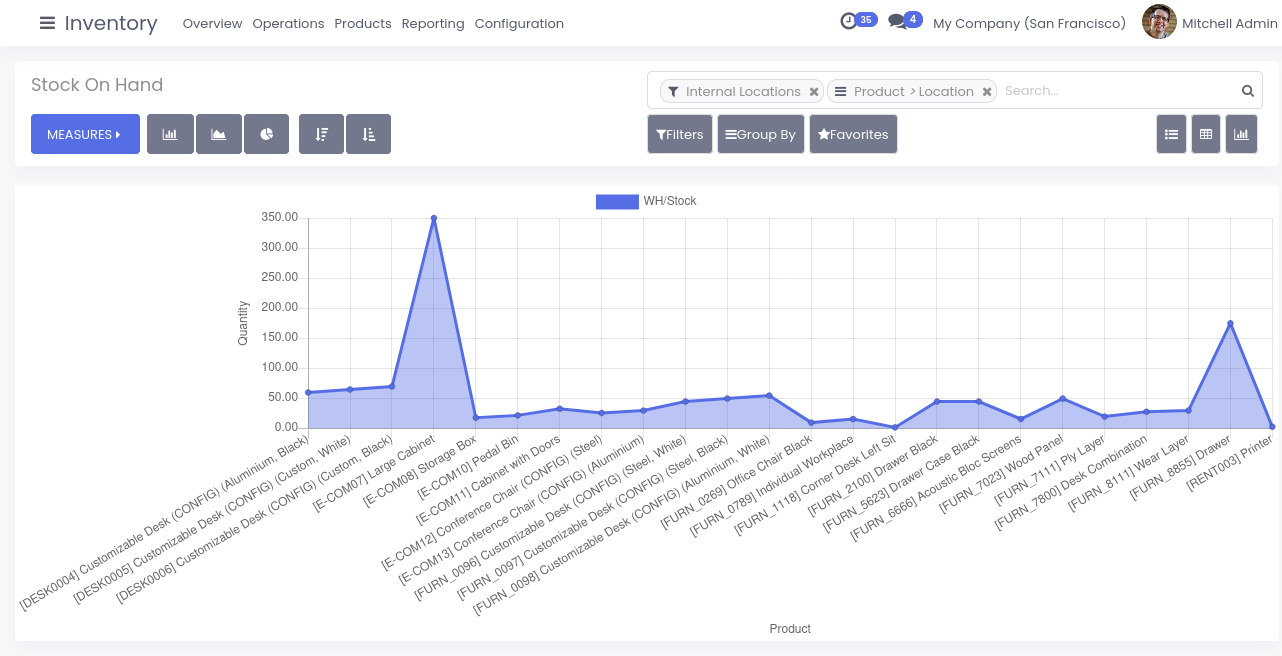 Inventory Overview Operations Products Reporting Configuration 35 4 My Company (San Francisco) Mitchell Admin
Stock On Hand
Internal Locations Product > Location Search...
MEASURES Filters Group By Favorites
WH/Stock
350.00
300.00
250.00
200.00
150.00
100.00
50.00
0.00
Quantity
[DESK0004] Customizable Desk (CONFIG) (Aluminium, Black)
[DESK0005] Customizable Desk (CONFIG) (Custom, White)
[DESK0006] Customizable Desk (CONFIG) (Custom, Black)
[E-COM07] Large Cabinet
[E-COM08] Storage Box
[E-COM10] Pedal Bin
[E-COM11] Cabinet with Doors
[E-COM12] Conference Chair (CONFIG) (Steel)
[E-COM13] Conference Chair (CONFIG) (Aluminium)
[FURN_0096] Customizable Desk (CONFIG) (Steel, White)
[FURN_0097] Customizable Desk (CONFIG) (Steel, Black)
[FURN_0098] Customizable Desk (CONFIG) (Aluminium, White)
[FURN_0269] Office Chair Black
[FURN_0789] Individual Workplace
[FURN_1118] Corner Desk Left Sit
[FURN_2100] Drawer Black
[FURN_5623] Drawer Case Black
[FURN_6666] Acoustic Bloc Screens
[FURN_7023] Wood Panel
[FURN_7111] Ply Layer
[FURN_7800] Desk Combination
[FURN_8111] Wear Layer
[FURN_8855] Drawer
[RENT003] Printer
Product